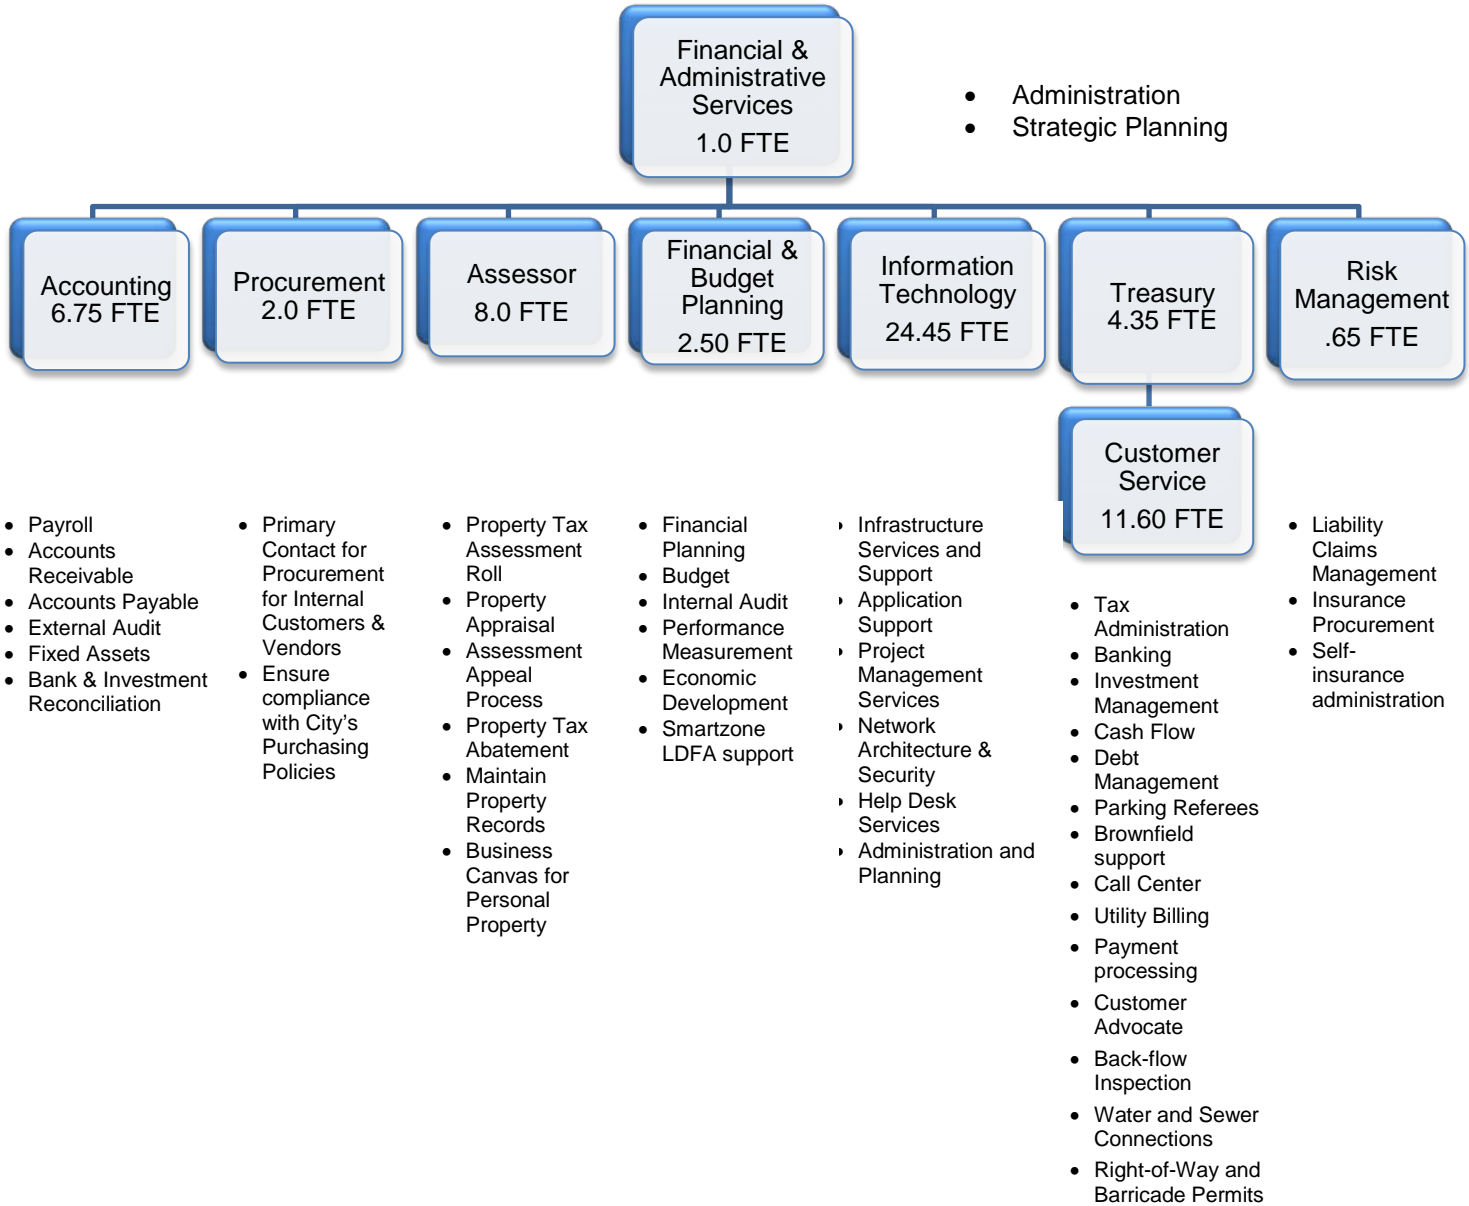 Financial &
Administrative
Services
1.0 FTE
• Administration
• Strategic Planning
Accounting
6.75 FTE
Procurement
2.0 FTE
Assessor
8.0 FTE
Financial &
Budget
Planning
2.50 FTE
Information
Technology
24.45 FTE
Treasury
4.35 FTE
Risk
Management
.65 FTE
Customer
Service
11.60 FTE
• Payroll
• Accounts
Receivable
• Accounts Payable
• External Audit
• Fixed Assets
• Bank & Investment
Reconciliation
• Primary
Contact for
Procurement
for Internal
Customers &
Vendors
• Ensure
compliance
with City’s
Purchasing
Policies
• Property Tax
Assessment
Roll
• Property
Appraisal
• Assessment
Appeal
Process
• Property Tax
Abatement
• Maintain
Property
Records
• Business
Canvas for
Personal
Property
• Financial
Planning
• Budget
• Internal Audit
• Performance
Measurement
• Economic
Development
• Smartzone
LDFA support
• Infrastructure
Services and
Support
• Application
Support
• Project
Management
Services
• Network
Architecture &
Security
• Help Desk
Services
• Administration and
Planning
• Tax
Administration
• Banking
• Investment
Management
• Cash Flow
• Debt
Management
• Parking Referees
• Brownfield
support
• Call Center
• Utility Billing
• Payment
processing
• Customer
Advocate
• Back-flow
Inspection
• Water and Sewer
Connections
• Right-of-Way and
Barricade Permits
• Liability
Claims
Management
• Insurance
Procurement
• Self-
insurance
administration